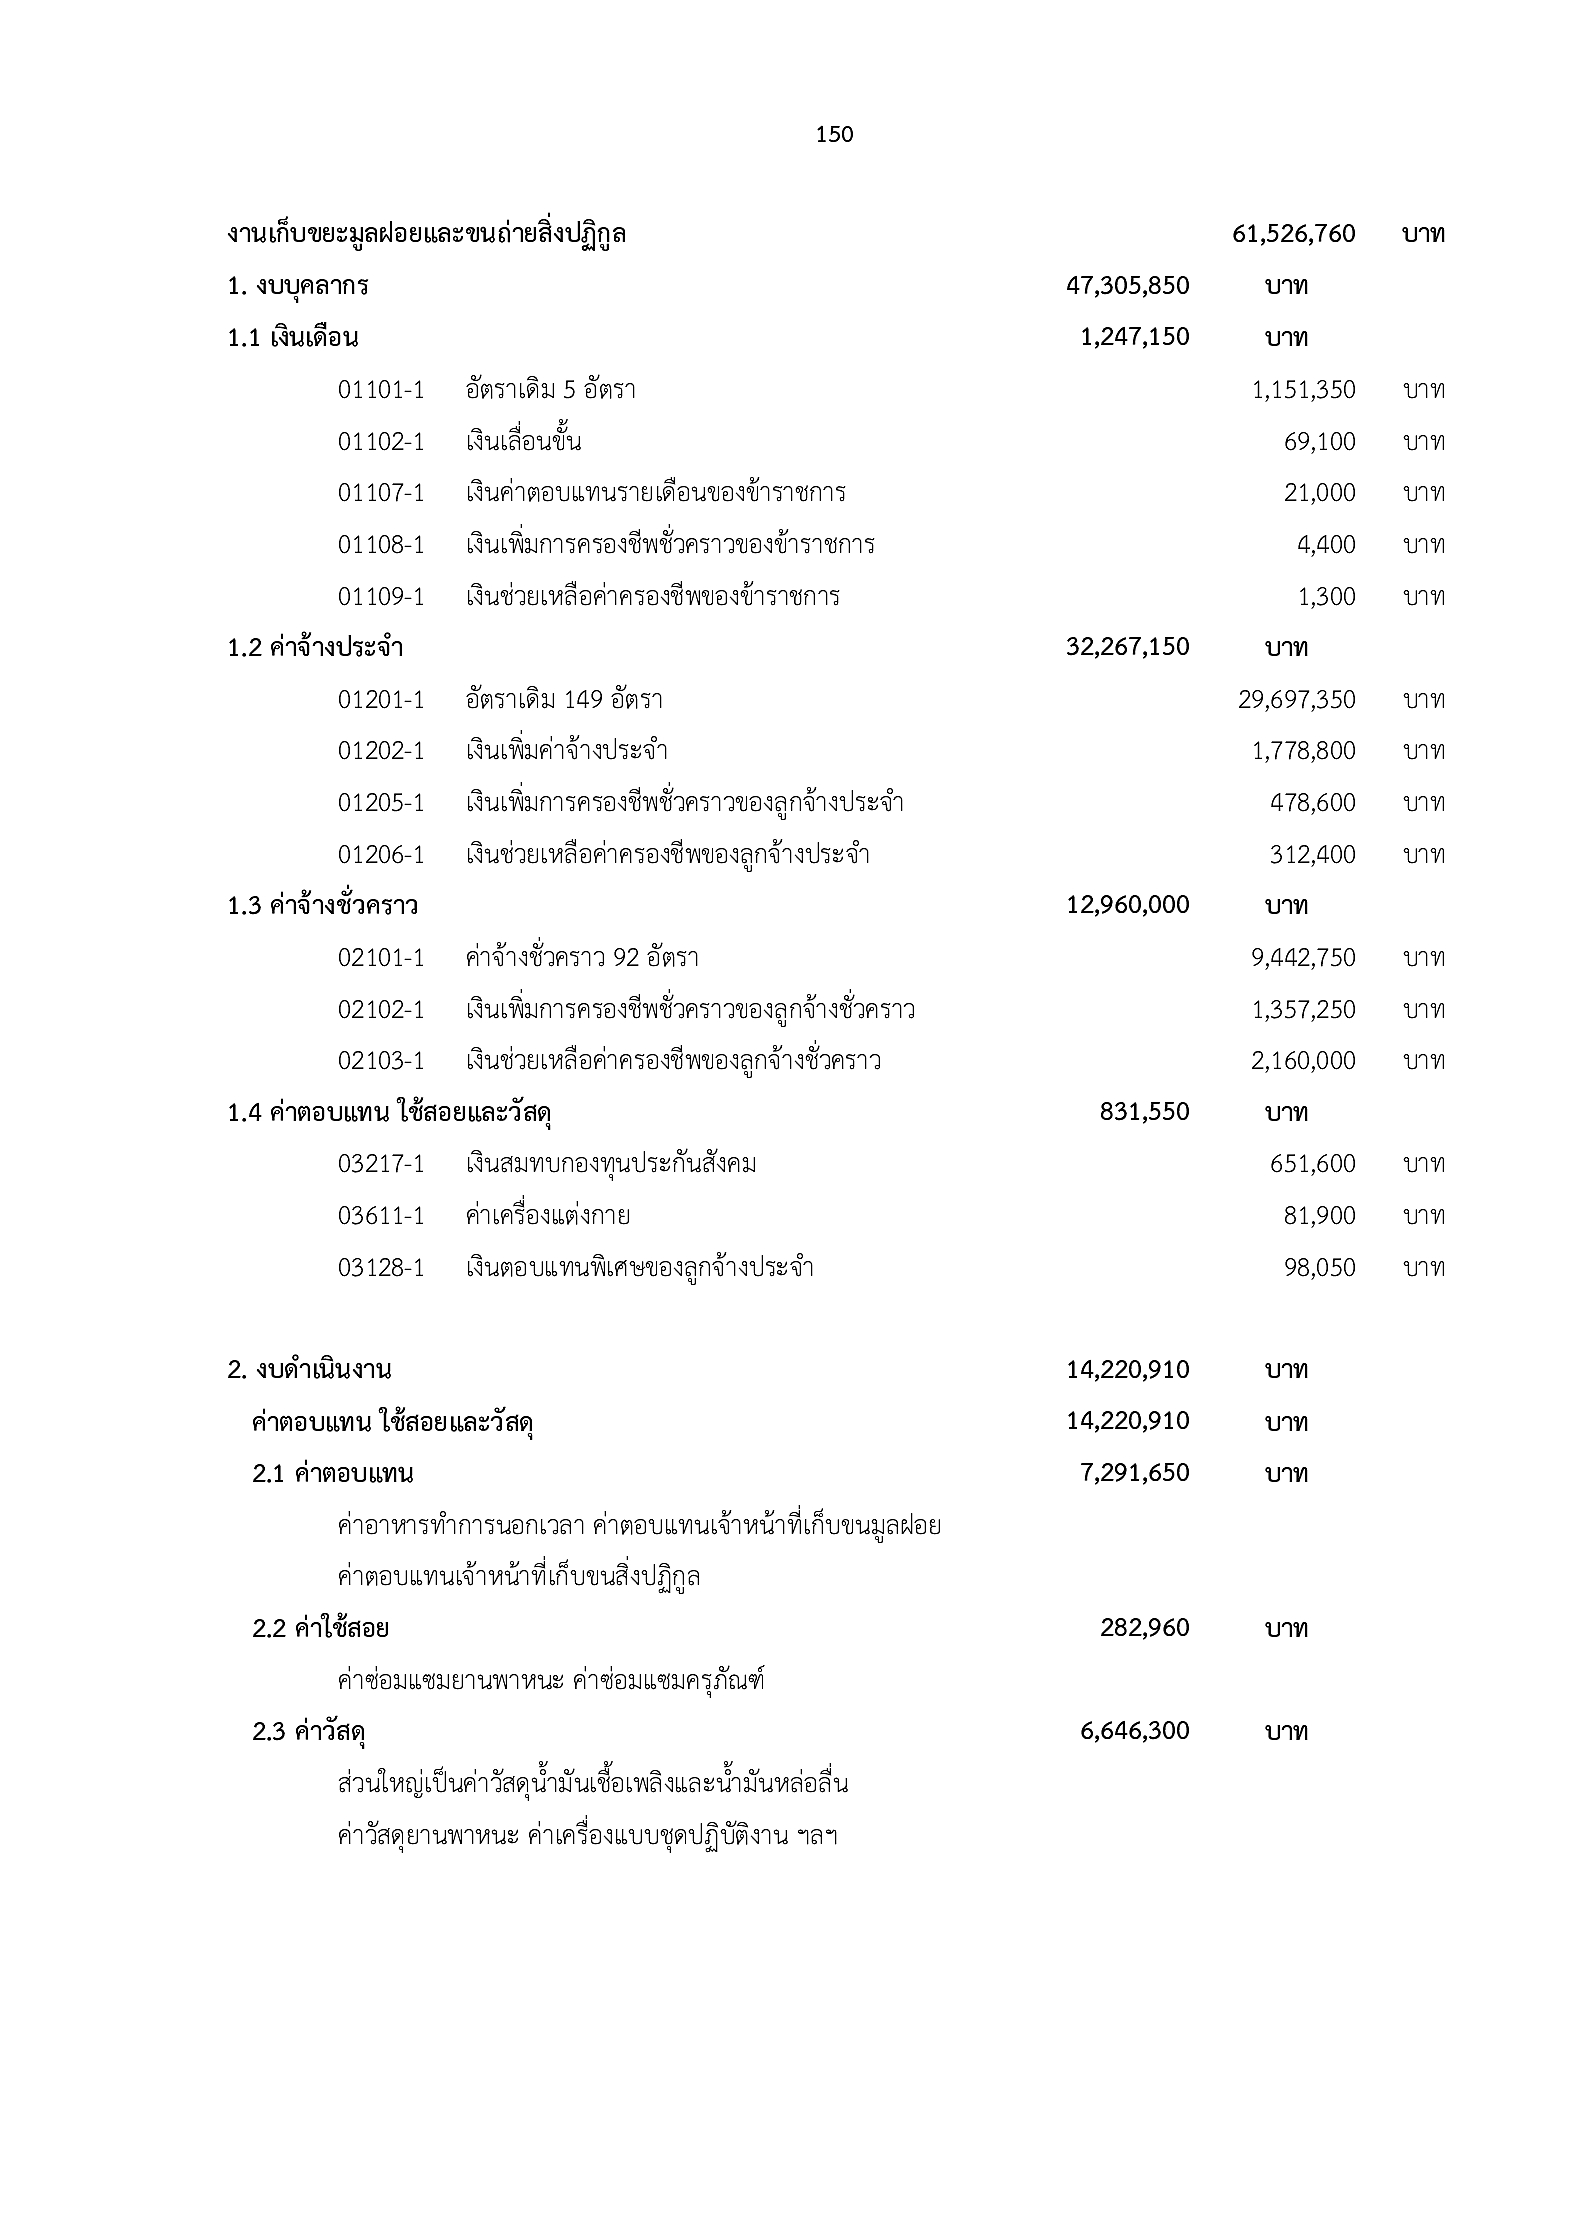 150
งานเก็บขยะมูลฝอยและขนถ่ายสิ่งปฏิกูล 61,526,760 บาท
1. งบบุคลากร 47,305,850 บาท
1.1 เงินเดือน 1,247,150 บาท
01101-1 อัตราเดิม 5 อัตรา 1,151,350 บาท
01102-1 เงินเลื่อนขั้น 69,100 บาท
01107-1 เงินค่าตอบแทนรายเดือนของข้าราชการ 21,000 บาท
01108-1 เงินเพิ่มการครองชีพชั่วคราวของข้าราชการ 4,400 บาท
01109-1 เงินช่วยเหลือค่าครองชีพของข้าราชการ 1,300 บาท
1.2 ค่าจ้างประจำ 32,267,150 บาท
01201-1 อัตราเดิม 149 อัตรา 29,697,350 บาท
01202-1 เงินเพิ่มค่าจ้างประจำ 1,778,800 บาท
01205-1 เงินเพิ่มการครองชีพชั่วคราวของลูกจ้างประจำ 478,600 บาท
01206-1 เงินช่วยเหลือค่าครองชีพของลูกจ้างประจำ 312,400 บาท
1.3 ค่าจ้างชั่วคราว 12,960,000 บาท
02101-1 ค่าจ้างชั่วคราว 92 อัตรา 9,442,750 บาท
02102-1 เงินเพิ่มการครองชีพชั่วคราวของลูกจ้างชั่วคราว 1,357,250 บาท
02103-1 เงินช่วยเหลือค่าครองชีพของลูกจ้างชั่วคราว 2,160,000 บาท
1.4 ค่าตอบแทน ใช้สอยและวัสดุ 831,550 บาท
03217-1 เงินสมทบกองทุนประกันสังคม 651,600 บาท
03611-1 ค่าเครื่องแต่งกาย 81,900 บาท
03128-1 เงินตอบแทนพิเศษของลูกจ้างประจำ 98,050 บาท
2. งบดำเนินงาน 14,220,910 บาท
ค่าตอบแทน ใช้สอยและวัสดุ 14,220,910 บาท
2.1 ค่าตอบแทน 7,291,650 บาท
ค่าอาหารทำการนอกเวลา ค่าตอบแทนเจ้าหน้าที่เก็บขนมูลฝอย
ค่าตอบแทนเจ้าหน้าที่เก็บขนสิ่งปฏิกูล
2.2 ค่าใช้สอย 282,960 บาท
ค่าซ่อมแซมยานพาหนะ ค่าซ่อมแซมครุภัณฑ์
2.3 ค่าวัสดุ 6,646,300 บาท
ส่วนใหญ่เป็นค่าวัสดุน้ำมันเชื้อเพลิงและน้ำมันหล่อลื่น
ค่าวัสดุยานพาหนะ ค่าเครื่องแบบชุดปฏิบัติงาน ฯลฯ